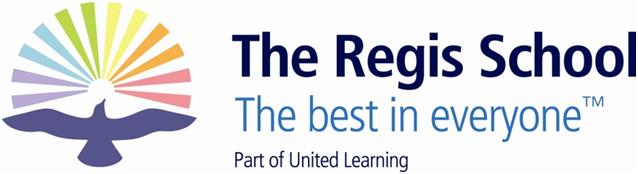 The Regis School
The best in everyone™
Part of United Learning